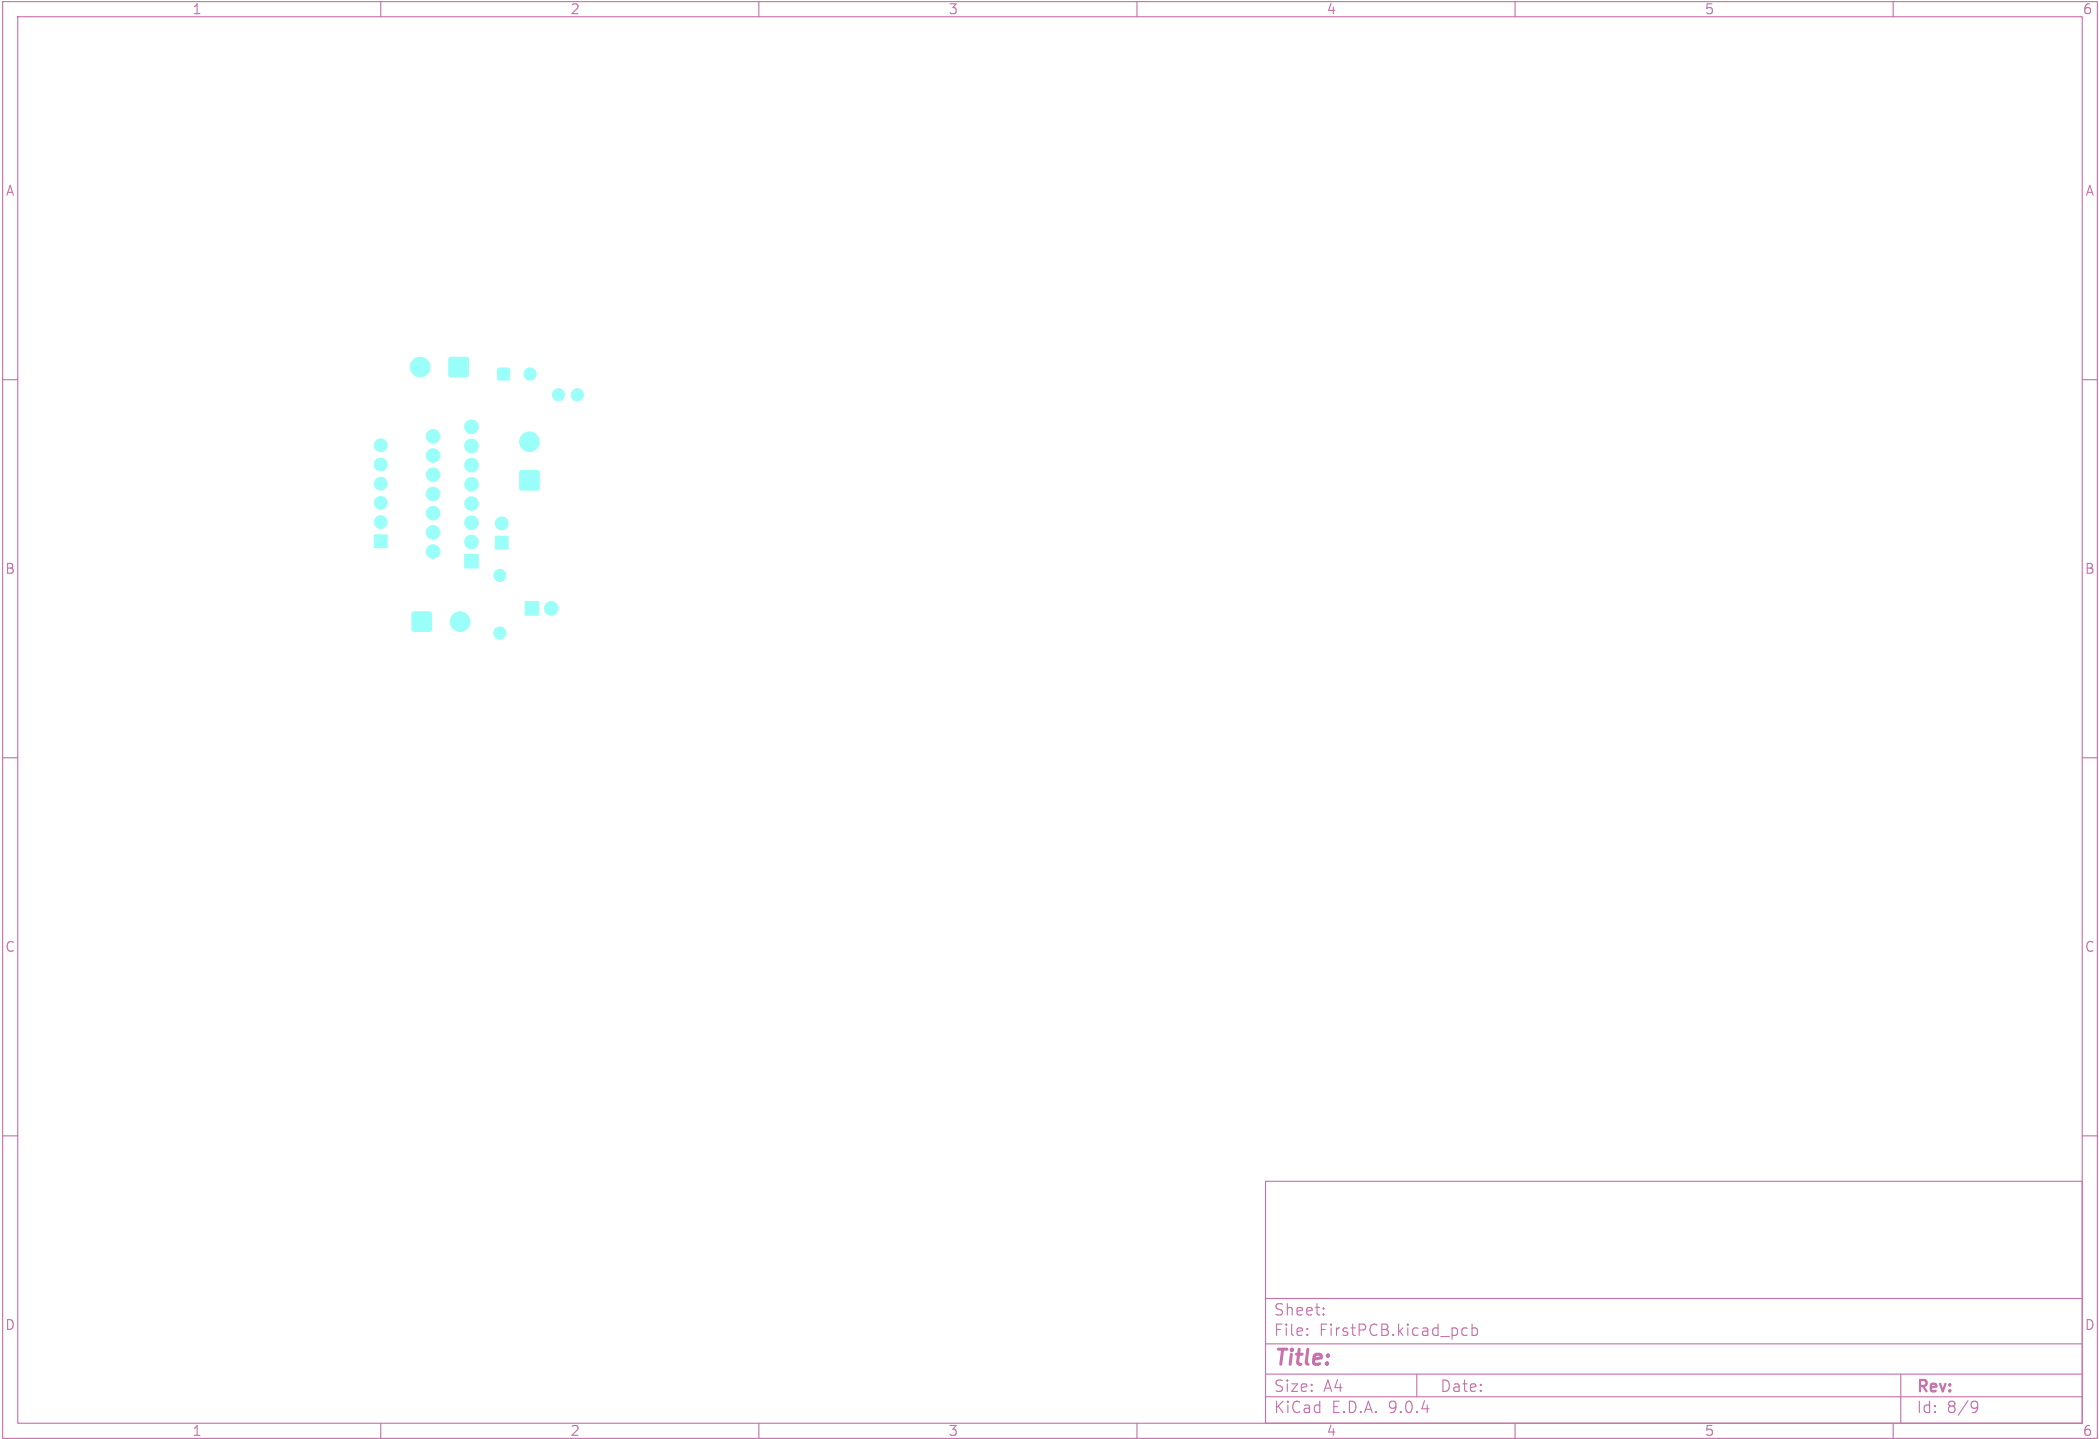 1 2 3 4 5 6
A A
B B
C C
Sheet:
File: FirstPCB.kicad_pcb
D D
Title:
Size: A4 Date: Rev:
KiCad E.D.A. 9.0.4 Id: 8/9
1 2 3 4 5 6